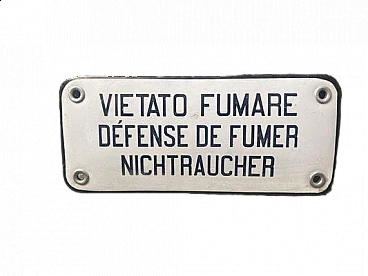 VIETATO FUMARE
DÉFENSE DE FUMER
NICHTRAUCHER